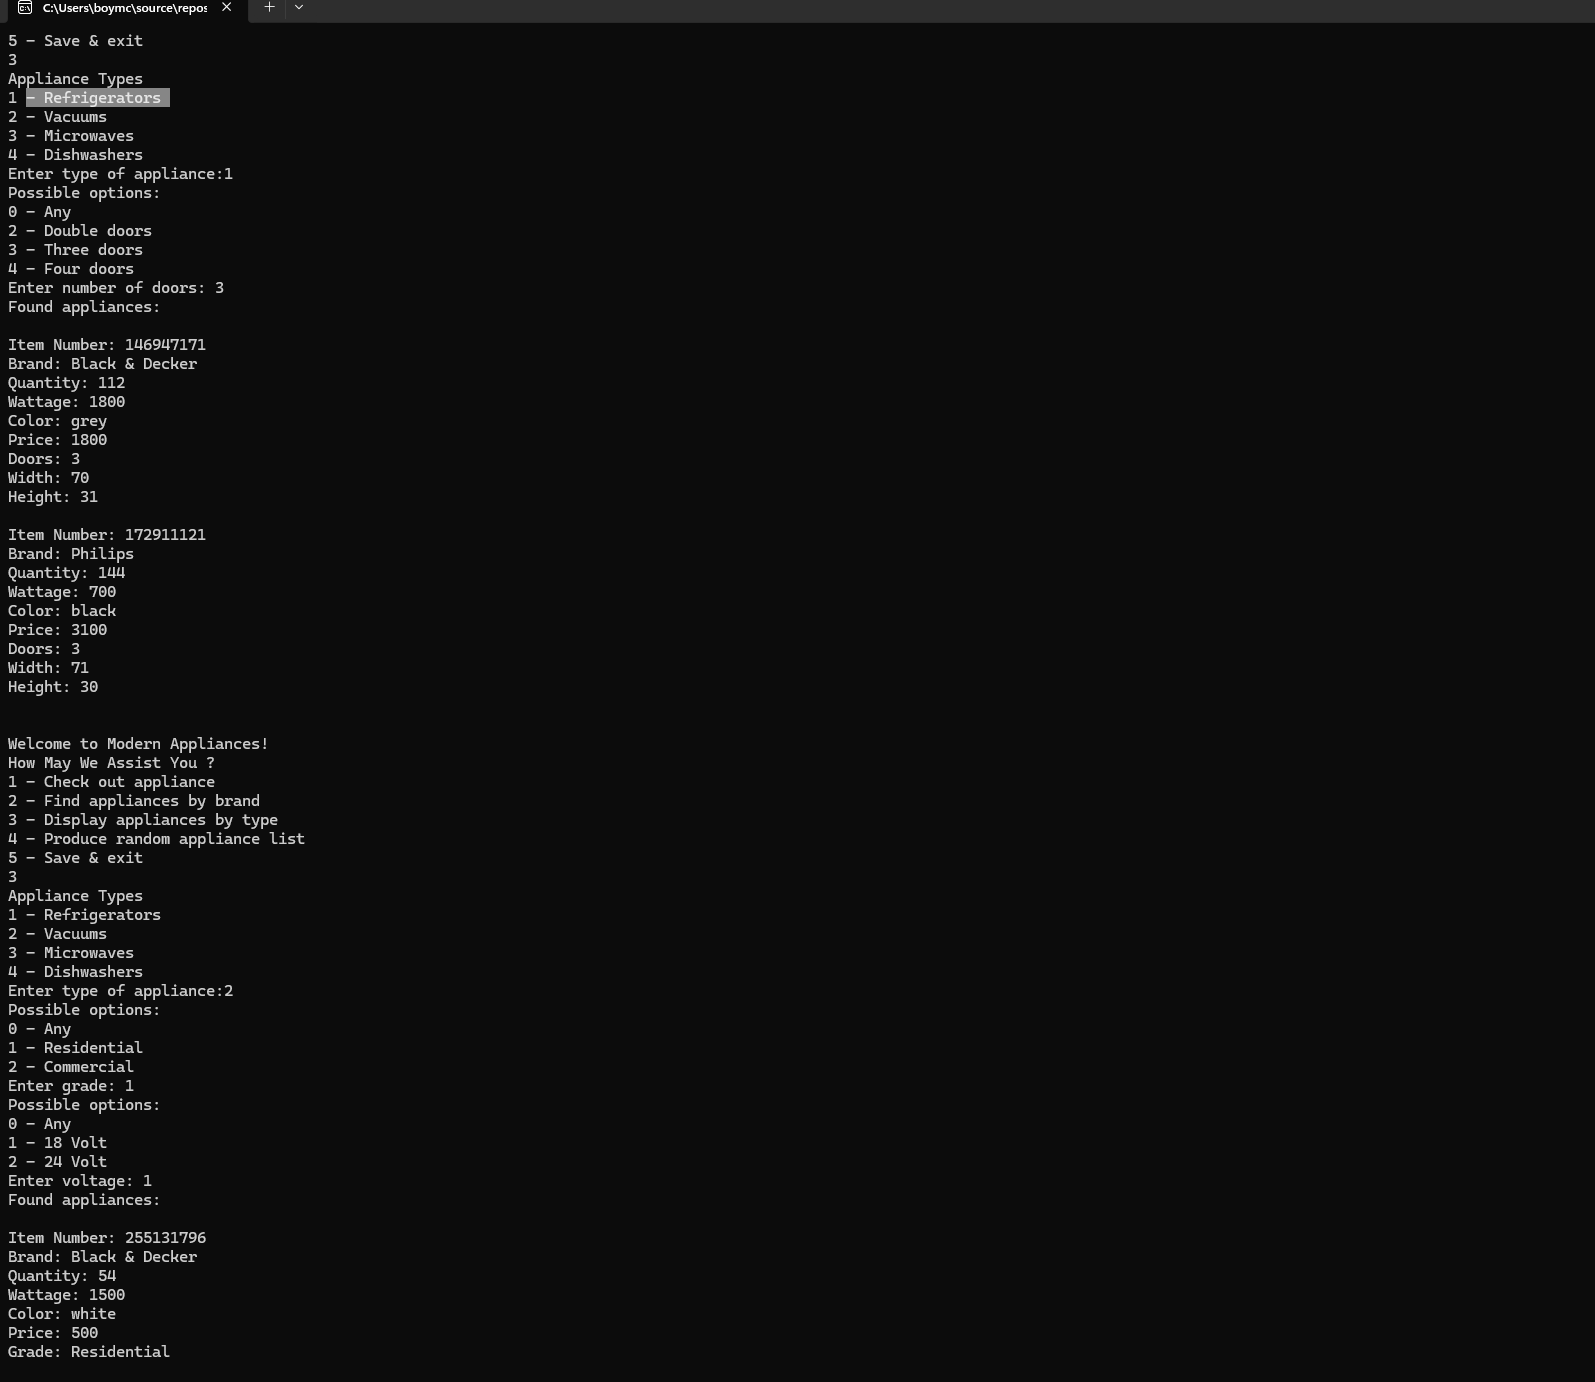 C:\Users\boymc\source\repos
5 - Save & exit
3
Appliance Types
1 - Refrigerators
2 - Vacuums
3 - Microwaves
4 - Dishwashers
Enter type of appliance:1
Possible options:
0 - Any
2 - Double doors
3 - Three doors
4 - Four doors
Enter number of doors: 3
Found appliances:
Item Number: 146947171
Brand: Black & Decker
Quantity: 112
Wattage: 1800
Color: grey
Price: 1800
Doors: 3
Width: 70
Height: 31
Item Number: 172911121
Brand: Philips
Quantity: 144
Wattage: 700
Color: black
Price: 3100
Doors: 3
Width: 71
Height: 30
Welcome to Modern Appliances!
How May We Assist You ?
1 - Check out appliance
2 - Find appliances by brand
3 - Display appliances by type
4 - Produce random appliance list
5 - Save & exit
3
Appliance Types
1 - Refrigerators
2 - Vacuums
3 - Microwaves
4 - Dishwashers
Enter type of appliance:2
Possible options:
0 - Any
1 - Residential
2 - Commercial
Enter grade: 1
Possible options:
0 - Any
1 - 18 Volt
2 - 24 Volt
Enter voltage: 1
Found appliances:
Item Number: 255131796
Brand: Black & Decker
Quantity: 54
Wattage: 1500
Color: white
Price: 500
Grade: Residential